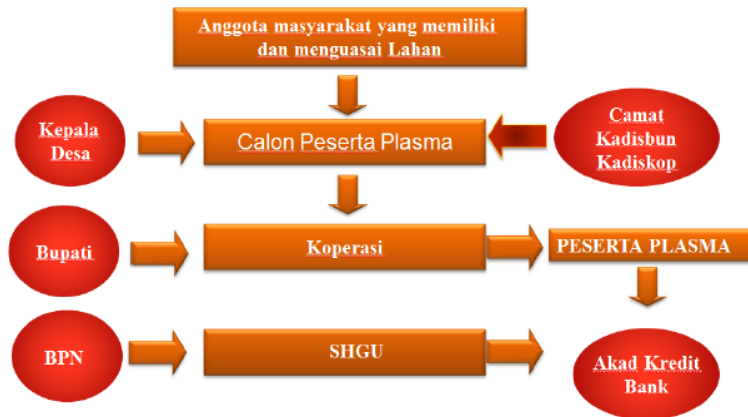 Anggota masyarakat yang memiliki
dan menguasai Lahan
Kepala
Desa
Calon Peserta Plasma
Camat
Kadisbun
Kadiskop
Bupati
Koperasi
PESERTA PLASMA
BPN
SHGU
Akad Kredit
Bank